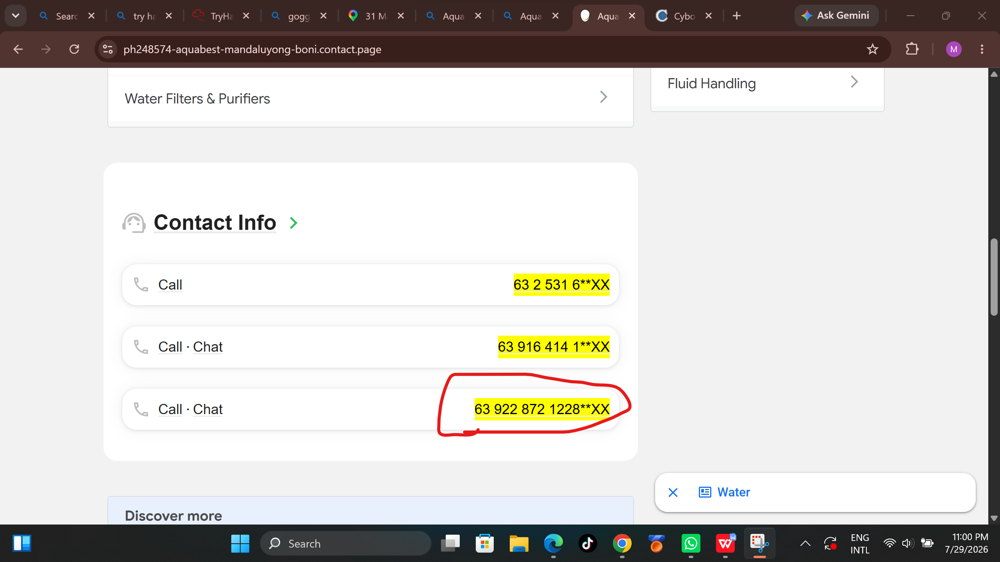 Searc
try ha
TryHa
gogg
31 M
Aqua
Aqua
Aqua
Cybo
Ask Gemini
ph248574-aquabest-mandaluyong-boni.contact.page
M
Water Filters & Purifiers
Fluid Handling
Contact Info
Call 63 2 531 6**XX
Call · Chat 63 916 414 1**XX
Call · Chat 63 922 872 1228**XX
Water
Discover more
Search
ENG
INTL
11:00 PM
7/29/2026